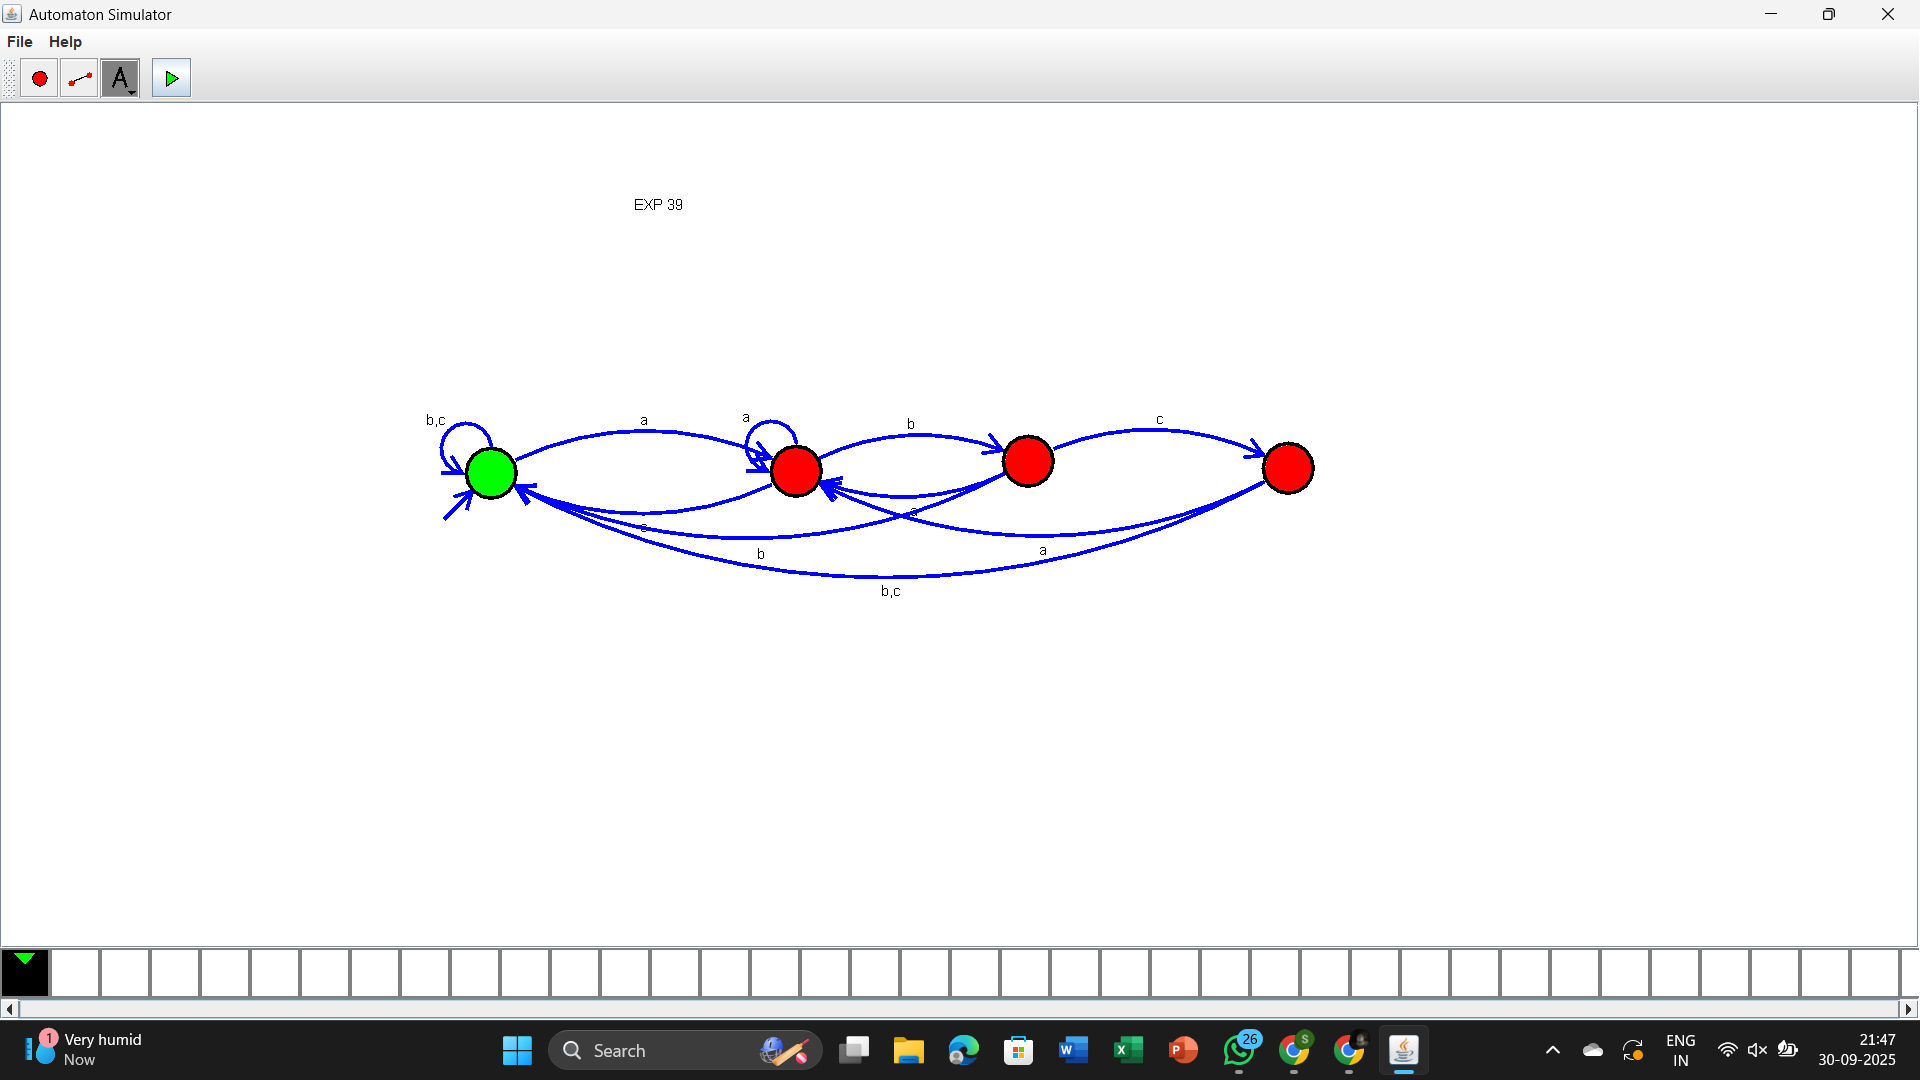 Automaton Simulator
File Help
A
EXP 39
b,c
a
a
b
c
a
b
a
b,c
1
Very humid
Now
Search
26
S
ENG
IN
21:47
30-09-2025